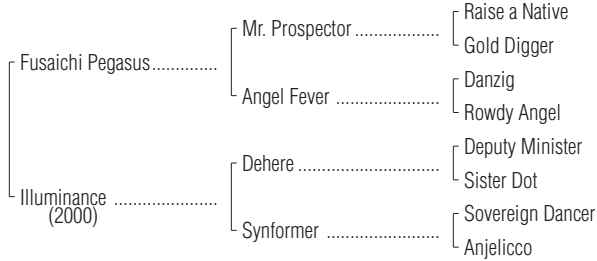 Raise a Native
Mr. Prospector ..................
Gold Digger
Fusaichi Pegasus..............
Danzig
Angel Fever ......................
Rowdy Angel
Deputy Minister
Dehere ..............................
Sister Dot
Illuminance ......................
(2000)
Sovereign Dancer
Synformer ........................
Anjelicco